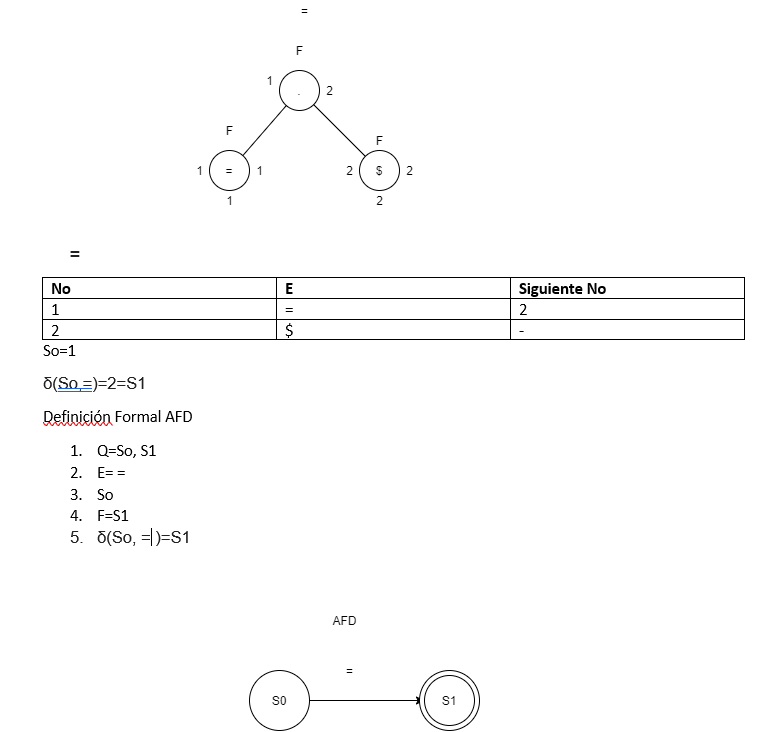 =
F
1 . 2
F F
1 = 1 2 $ 2
1 2
=
No E Siguiente No
1 = 2
2 $ -
So=1
δ(So,=)=2=S1
Definición Formal AFD
1. Q=So, S1
2. E= =
3. So
4. F=S1
5. δ(So, =)=S1
AFD
=
S0 S1